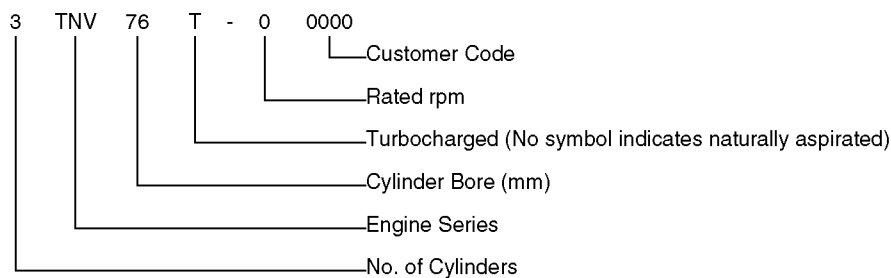 3 TNV 76 T - 0 0000
Customer Code
Rated rpm
Turbocharged (No symbol indicates naturally aspirated)
Cylinder Bore (mm)
Engine Series
No. of Cylinders